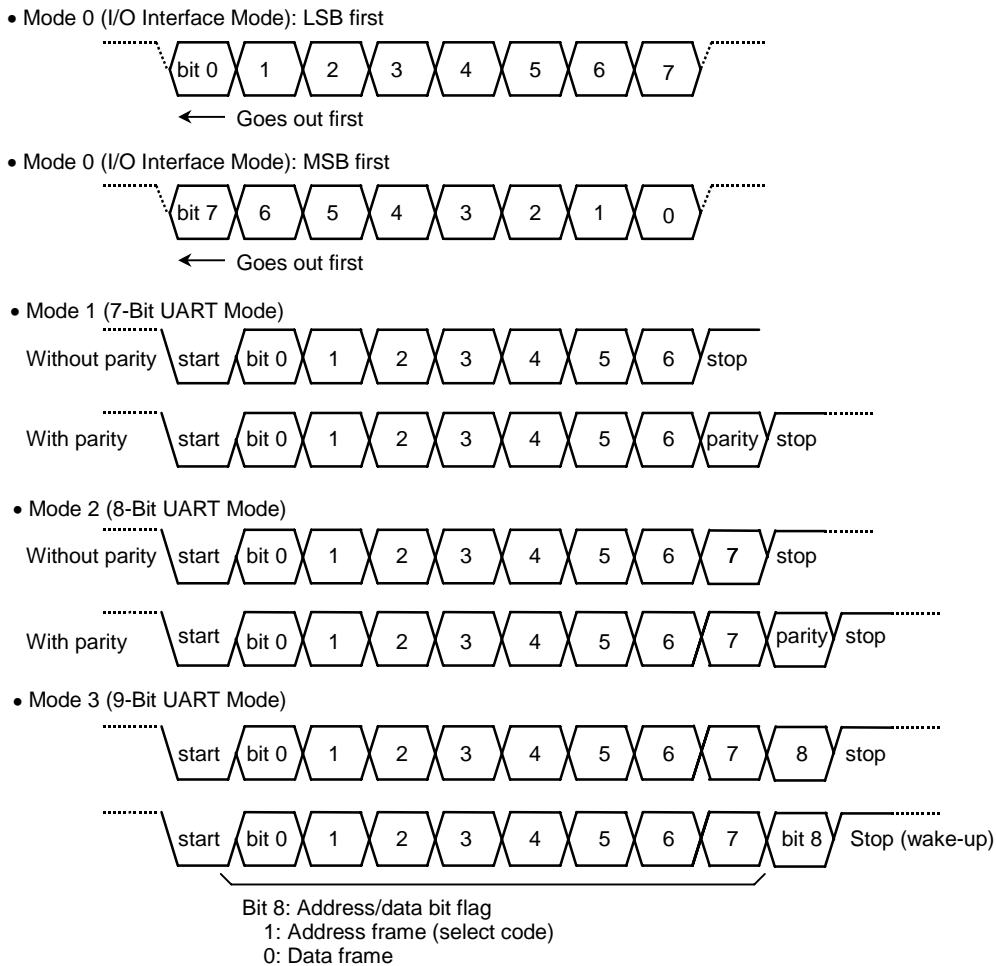 • Mode 0 (I/O Interface Mode): LSB first
bit 0 1 2 3 4 5 6 7
Goes out first
• Mode 0 (I/O Interface Mode): MSB first
bit 7 6 5 4 3 2 1 0
Goes out first
• Mode 1 (7-Bit UART Mode)
Without parity start bit 0 1 2 3 4 5 6 stop
With parity start bit 0 1 2 3 4 5 6 parity stop
• Mode 2 (8-Bit UART Mode)
Without parity start bit 0 1 2 3 4 5 6 7 stop
With parity start bit 0 1 2 3 4 5 6 7 parity stop
• Mode 3 (9-Bit UART Mode)
start bit 0 1 2 3 4 5 6 7 8 stop
start bit 0 1 2 3 4 5 6 7 bit 8 Stop (wake-up)
Bit 8: Address/data bit flag
1: Address frame (select code)
0: Data frame